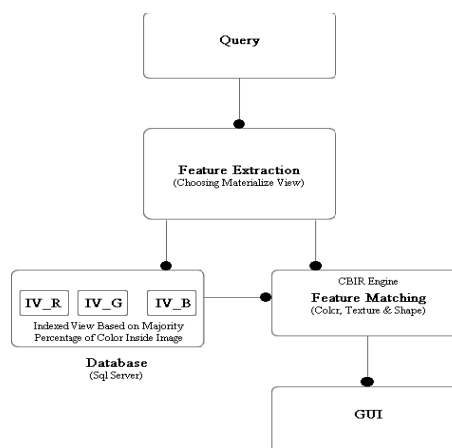 Query
Feature Extraction
(Choosing Materialize View)
IV_R IV_G IV_B
Indexed View Based on Majority
Percentage of Color Inside Image
Database
(Sql Server)
CBIR Engine
Feature Matching
(Color, Texture & Shape)
GUI